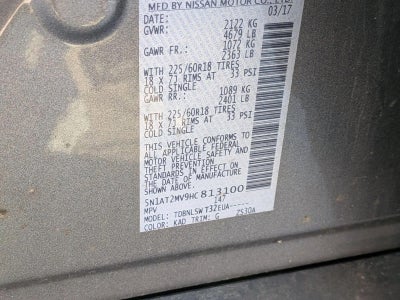 MFD BY NISSAN MOTOR CO., LTD.
DATE: 03/17
GVWR: 2122 KG
4679 LB
GAWR FR.: 1072 KG
2363 LB
WITH 225/60R18 TIRES
18 X 7J RIMS AT 33 PSI
COLD SINGLE
GAWR RR.: 1089 KG
2401 LB
WITH 225/60R18 TIRES
18 X 7J RIMS AT 33 PSI
COLD SINGLE
THIS VEHICLE CONFORMS TO
ALL APPLICABLE FEDERAL
MOTOR VEHICLE SAFETY AND
THEFT PREVENTION
STANDARDS IN EFFECT ON
THE DATE OF MANUFACTURE
SHOWN ABOVE.
5N1AT2MV9HC813100
MPV 147
MODEL: TDBNLSWT32EUA-----
COLOR: KAD TRIM: G ZS30A